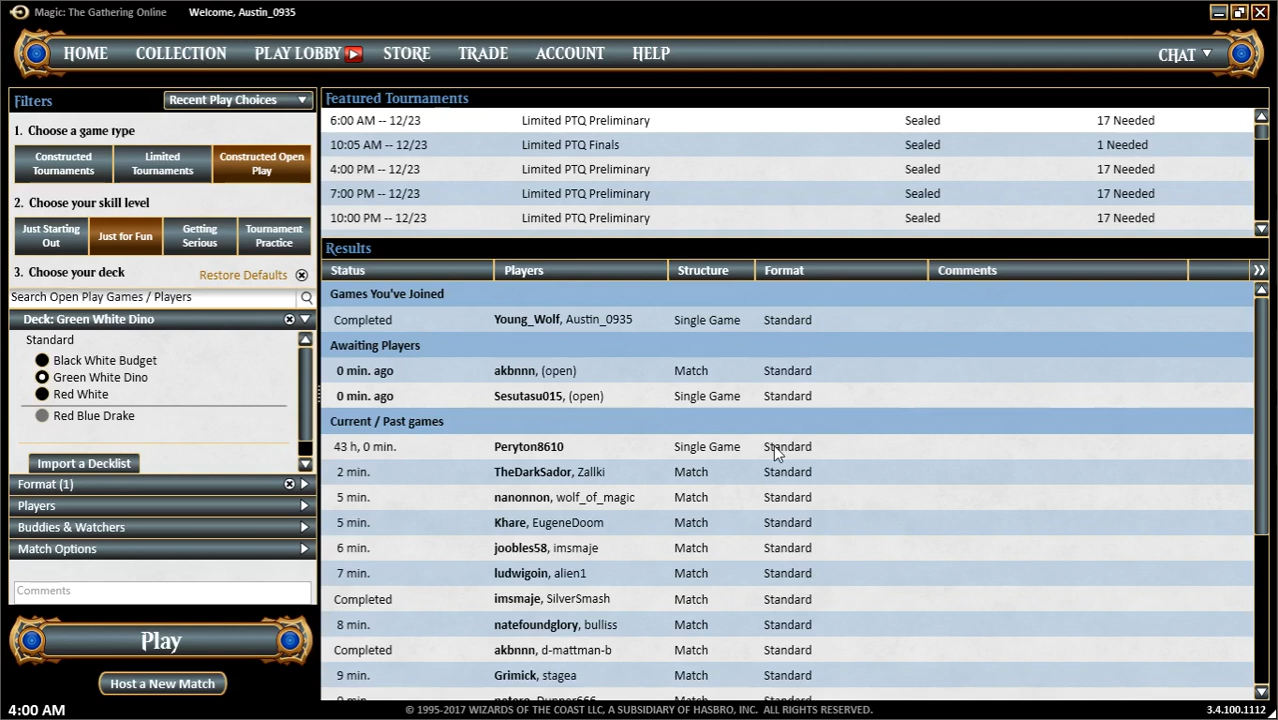 Magic: The Gathering Online Welcome, Austin_0935
HOME COLLECTION PLAY LOBBY STORE TRADE ACCOUNT HELP CHAT
Filters Recent Play Choices
1. Choose a game type
Constructed Tournaments Limited Tournaments Constructed Open Play
2. Choose your skill level
Just Starting Out Just for Fun Getting Serious Tournament Practice
3. Choose your deck Restore Defaults
Search Open Play Games / Players
Deck: Green White Dino
Standard
Black White Budget
Green White Dino
Red White
Red Blue Drake
Import a Decklist
Format (1)
Players
Buddies & Watchers
Match Options
Comments
Play
Host a New Match
4:00 AM
Featured Tournaments
6:00 AM -- 12/23 Limited PTQ Preliminary Sealed 17 Needed
10:05 AM -- 12/23 Limited PTQ Finals Sealed 1 Needed
4:00 PM -- 12/23 Limited PTQ Preliminary Sealed 17 Needed
7:00 PM -- 12/23 Limited PTQ Preliminary Sealed 17 Needed
10:00 PM -- 12/23 Limited PTQ Preliminary Sealed 17 Needed
Results
Status Players Structure Format Comments
Games You've Joined
Completed Young_Wolf, Austin_0935 Single Game Standard
Awaiting Players
0 min. ago akbnnn, (open) Match Standard
0 min. ago Sesutasu015, (open) Single Game Standard
Current / Past games
43 h, 0 min. Peryton8610 Single Game Standard
2 min. TheDarkSador, Zallki Match Standard
5 min. nanonnon, wolf_of_magic Match Standard
5 min. Khare, EugeneDoom Match Standard
6 min. joobles58, imsmaje Match Standard
7 min. ludwigoin, alien1 Match Standard
Completed imsmaje, SilverSmash Match Standard
8 min. natefoundglory, bulliss Match Standard
Completed akbnnn, d-mattman-b Match Standard
9 min. Grimick, stagea Match Standard
© 1995-2017 WIZARDS OF THE COAST LLC, A SUBSIDIARY OF HASBRO, INC. ALL RIGHTS RESERVED. 3.4.100.1112